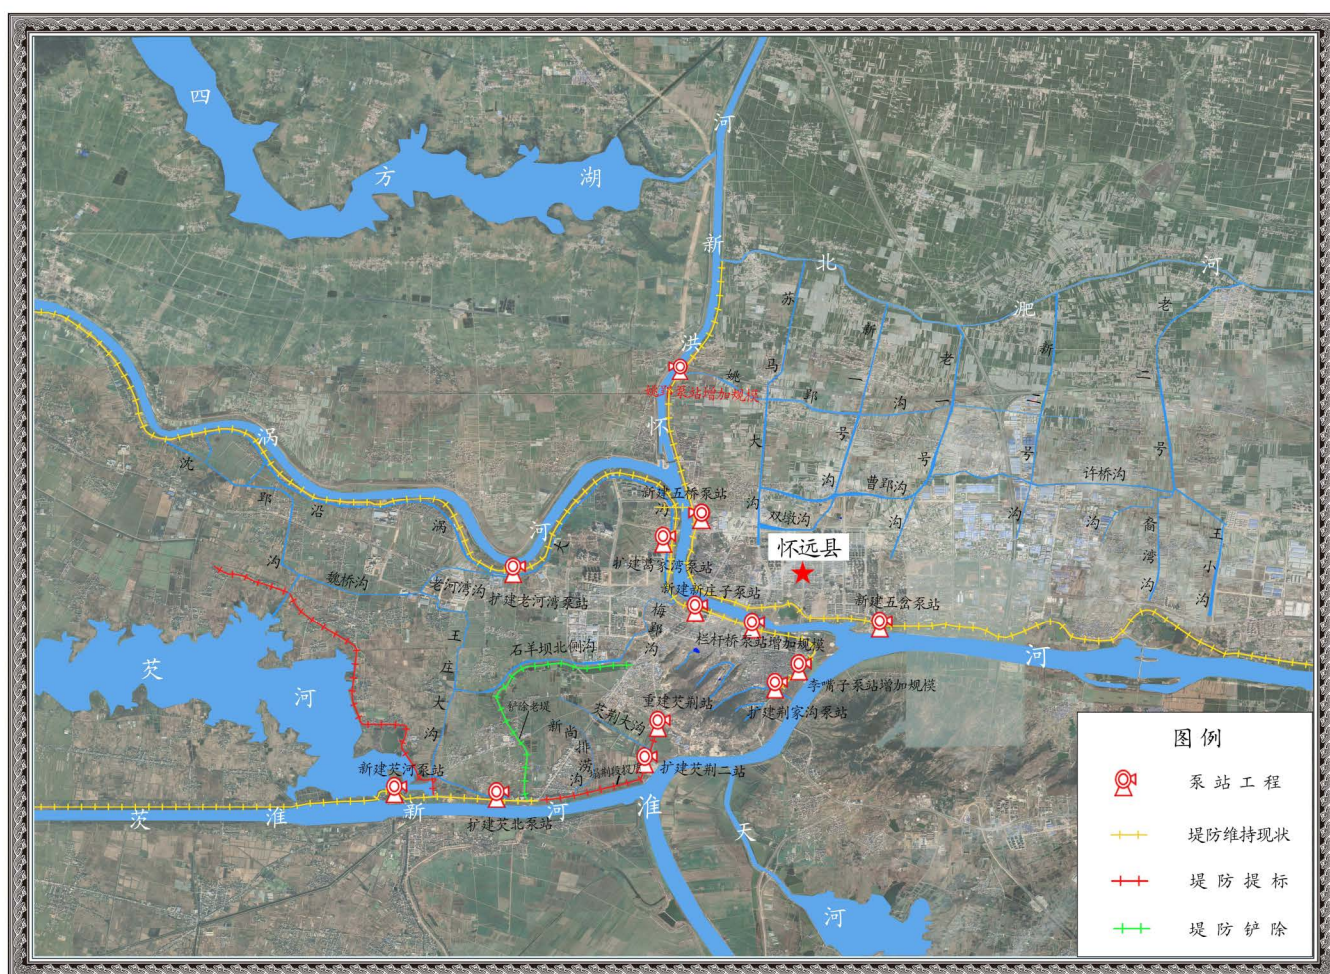 四方湖
怀洪新河
北淝河
涡河
芡河
茨淮新河
淮河
天河
苏马大沟
新一号沟
老一号沟
新二号沟
老二号沟
姚郢沟
曹郢沟
双墩沟
许桥沟
裔湾沟
王小沟
沈郢沟
沿涡
魏桥沟
老河湾沟
王庄大沟
石羊坝北侧沟
梅郢沟
新尚排涝沟
芡荆大沟
铲除老堤
姚郢泵站增加规模
新建五桥泵站
扩建葛家湾泵站
新建新庄子泵站
怀远县
新建五岔泵站
扩建老河湾泵站
栏杆桥泵站增加规模
李嘴子泵站增加规模
扩建荆家沟泵站
重建芡荆站
扩建芡荆二站
新建芡河泵站
扩建芡北泵站
图例
泵站工程
堤防维持现状
堤防提标
堤防铲除